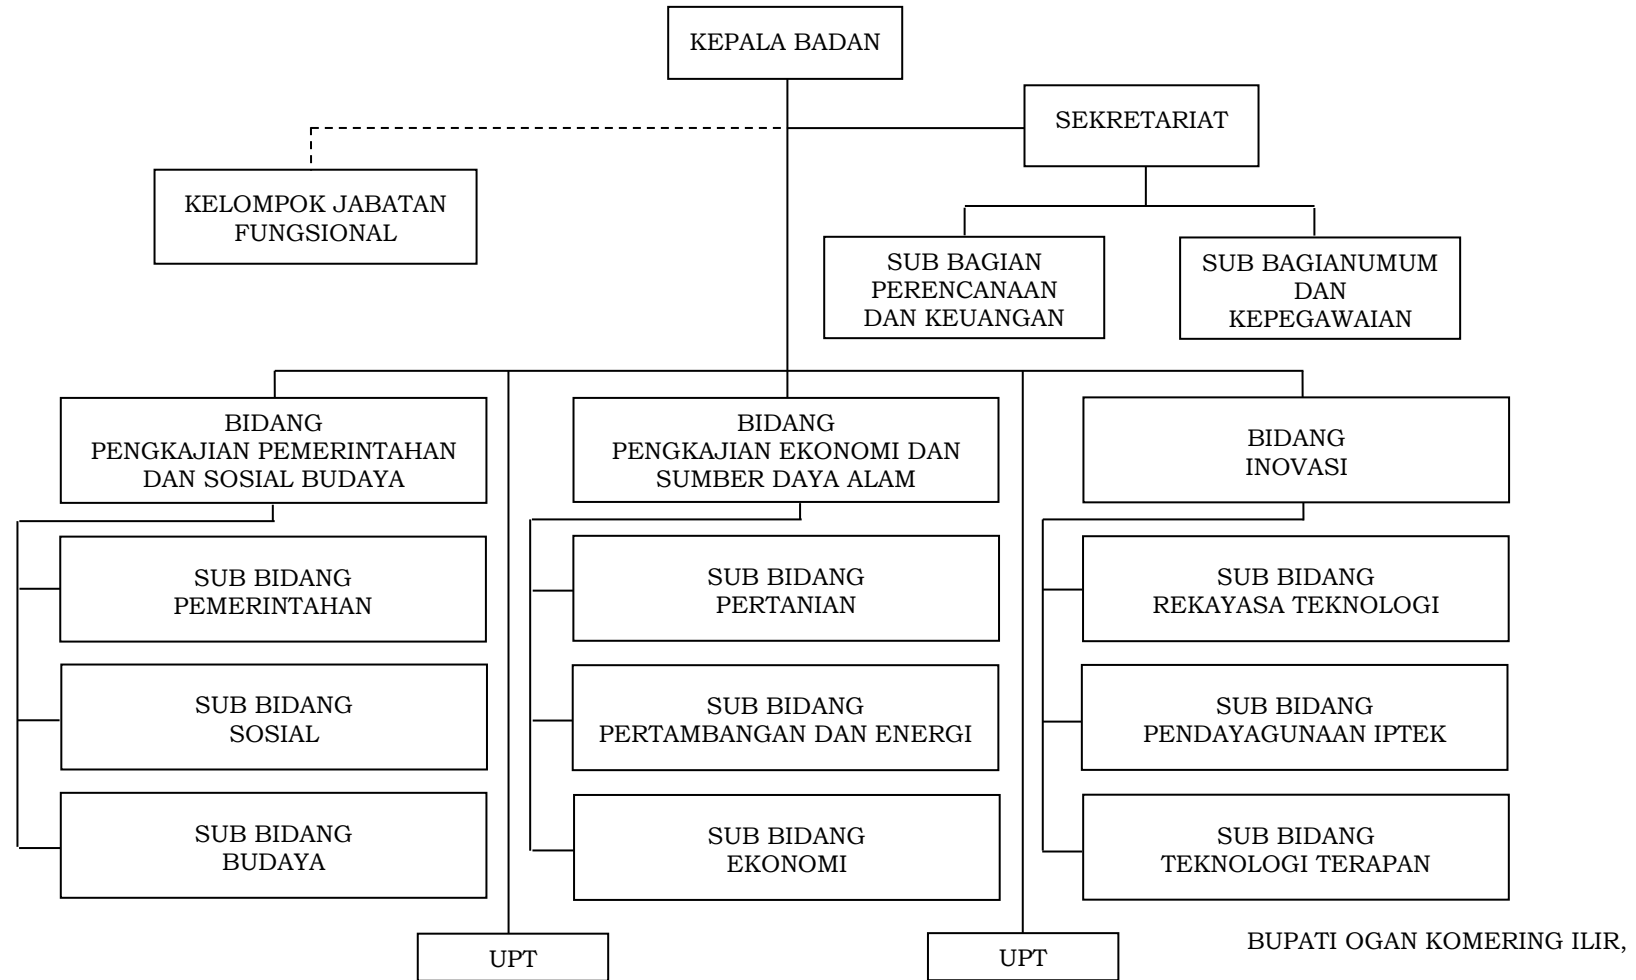 KEPALA BADAN
SEKRETARIAT
KELOMPOK JABATAN
FUNGSIONAL
SUB BAGIAN
PERENCANAAN
DAN KEUANGAN
SUB BAGIANUMUM
DAN
KEPEGAWAIAN
BIDANG
PENGKAJIAN PEMERINTAHAN
DAN SOSIAL BUDAYA
BIDANG
PENGKAJIAN EKONOMI DAN
SUMBER DAYA ALAM
BIDANG
INOVASI
SUB BIDANG
PEMERINTAHAN
SUB BIDANG
PERTANIAN
SUB BIDANG
REKAYASA TEKNOLOGI
SUB BIDANG
SOSIAL
SUB BIDANG
PERTAMBANGAN DAN ENERGI
SUB BIDANG
PENDAYAGUNAAN IPTEK
SUB BIDANG
BUDAYA
SUB BIDANG
EKONOMI
SUB BIDANG
TEKNOLOGI TERAPAN
UPT
UPT
BUPATI OGAN KOMERING ILIR,